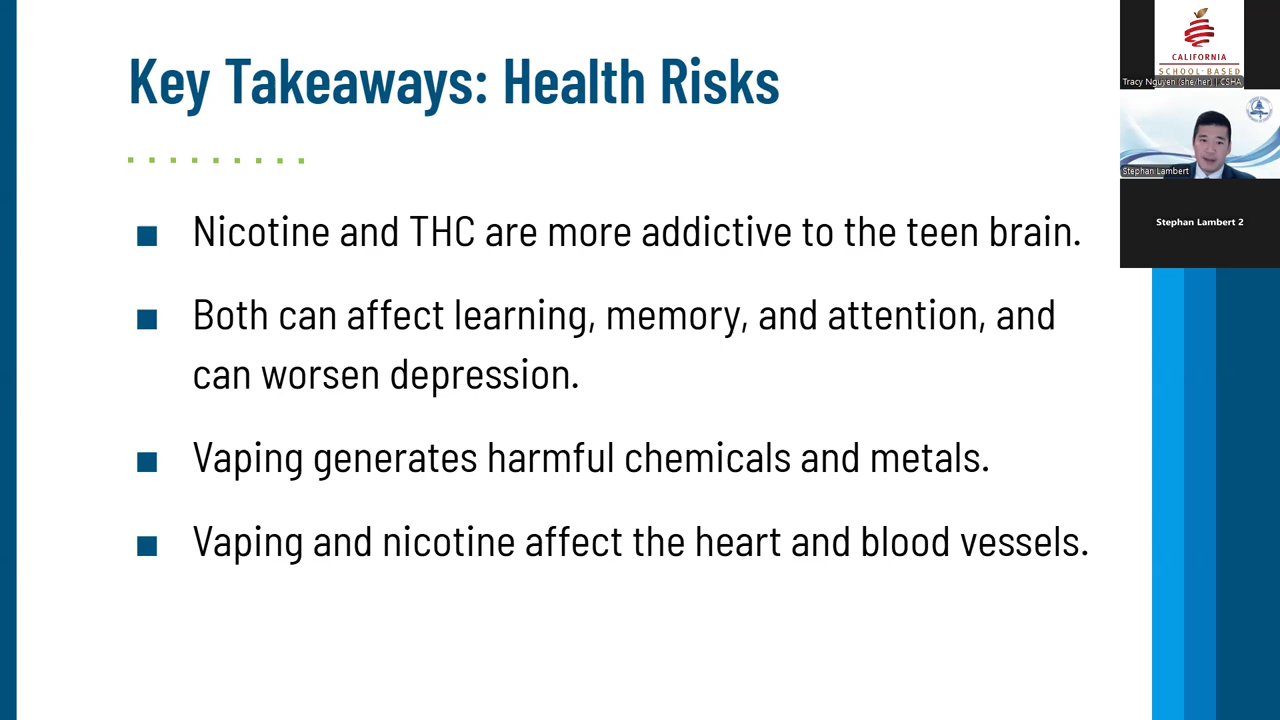 Key Takeaways: Health Risks
Nicotine and THC are more addictive to the teen brain.
Both can affect learning, memory, and attention, and
can worsen depression.
Vaping generates harmful chemicals and metals.
Vaping and nicotine affect the heart and blood vessels.
CALIFORNIA
SCHOOL-BASED
Tracy Nguyen (she/her) | CSHA
Stephan Lambert
Stephan Lambert 2